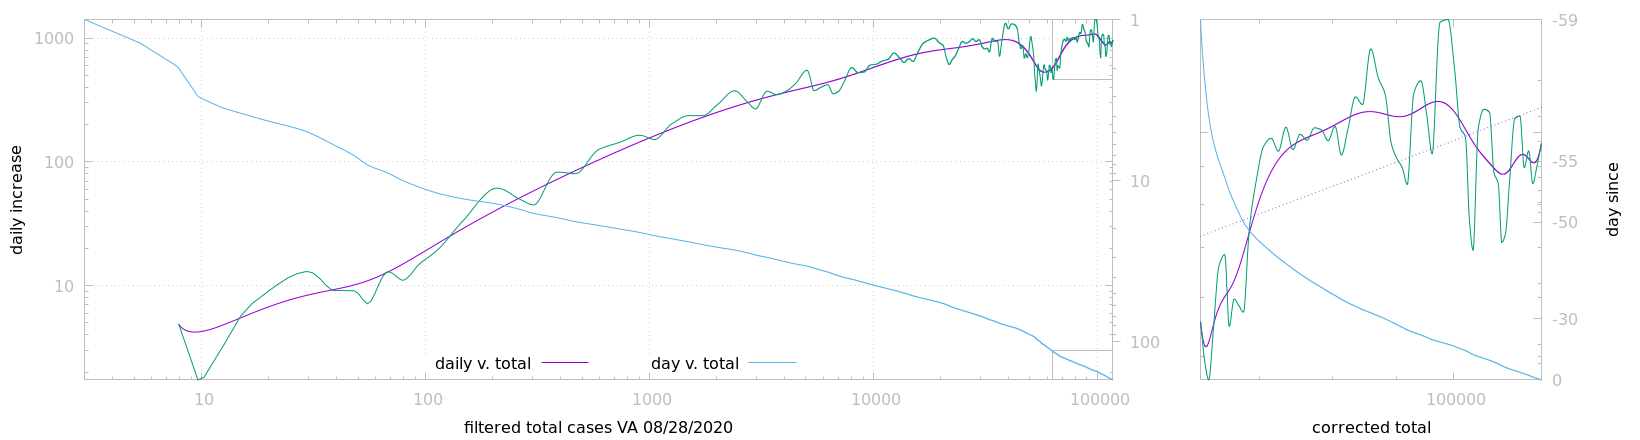 daily increase
1000
100
10
daily v. total
day v. total
10
100
1000
10000
100000
filtered total cases VA 08/28/2020
1
10
100
100000
corrected total
-59
-55
-50
-30
0
day since